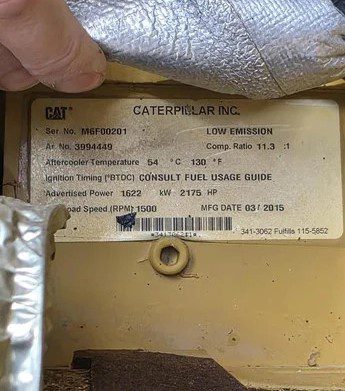 CAT CATERPILLAR INC.
Ser. No. M6F00201 LOW EMISSION
Ar. No. 3994449 Comp. Ratio 11.3 :1
Aftercooler Temperature 54 °C 130 °F
Ignition Timing (°BTDC) CONSULT FUEL USAGE GUIDE
Advertised Power 1622 kW 2175 HP
oad Speed (RPM) 1500 MFG DATE 03/2015
341-3062 Fulfills 115-5852